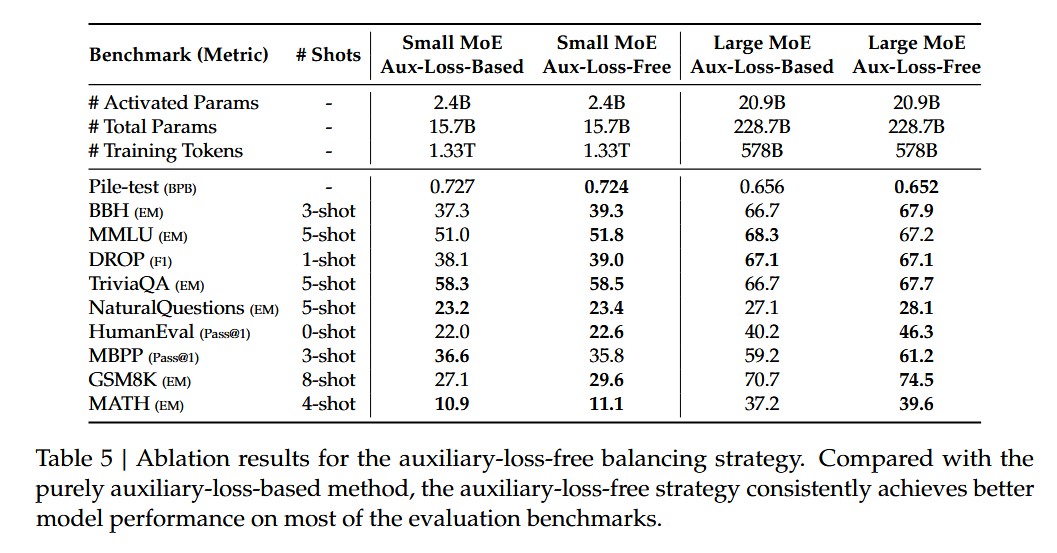 Benchmark (Metric) # Shots Small MoE Aux-Loss-Based Small MoE Aux-Loss-Free Large MoE Aux-Loss-Based Large MoE Aux-Loss-Free
# Activated Params - 2.4B 2.4B 20.9B 20.9B
# Total Params - 15.7B 15.7B 228.7B 228.7B
# Training Tokens - 1.33T 1.33T 578B 578B
Pile-test (BPB) - 0.727 0.724 0.656 0.652
BBH (EM) 3-shot 37.3 39.3 66.7 67.9
MMLU (EM) 5-shot 51.0 51.8 68.3 67.2
DROP (F1) 1-shot 38.1 39.0 67.1 67.1
TriviaQA (EM) 5-shot 58.3 58.5 66.7 67.7
NaturalQuestions (EM) 5-shot 23.2 23.4 27.1 28.1
HumanEval (Pass@1) 0-shot 22.0 22.6 40.2 46.3
MBPP (Pass@1) 3-shot 36.6 35.8 59.2 61.2
GSM8K (EM) 8-shot 27.1 29.6 70.7 74.5
MATH (EM) 4-shot 10.9 11.1 37.2 39.6
Table 5 | Ablation results for the auxiliary-loss-free balancing strategy. Compared with the
purely auxiliary-loss-based method, the auxiliary-loss-free strategy consistently achieves better
model performance on most of the evaluation benchmarks.